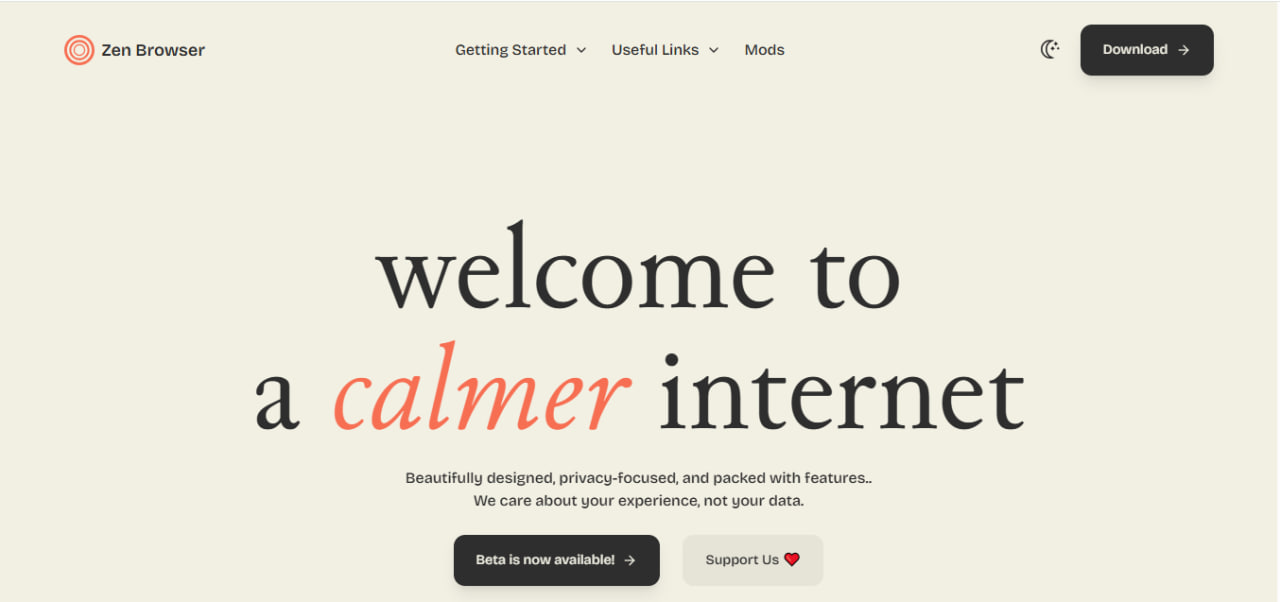 Zen Browser
Getting Started
Useful Links
Mods
Download
welcome to
a calmer internet
Beautifully designed, privacy-focused, and packed with features..
We care about your experience, not your data.
Beta is now available!
Support Us